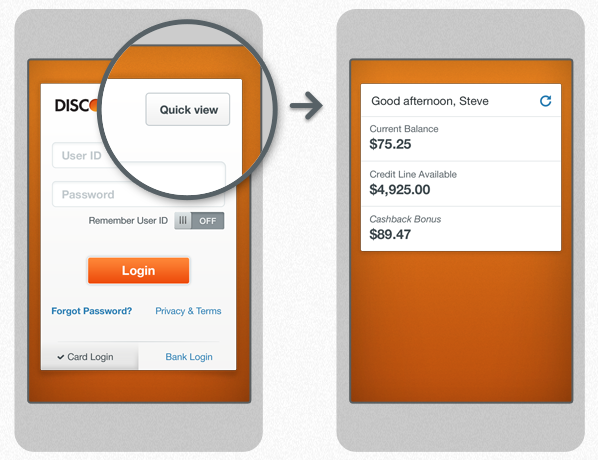 DISCO
Quick view
User ID
Password
Remember User ID
OFF
Login
Forgot Password?
Privacy & Terms
Card Login
Bank Login
Good afternoon, Steve
Current Balance
$75.25
Credit Line Available
$4,925.00
Cashback Bonus
$89.47